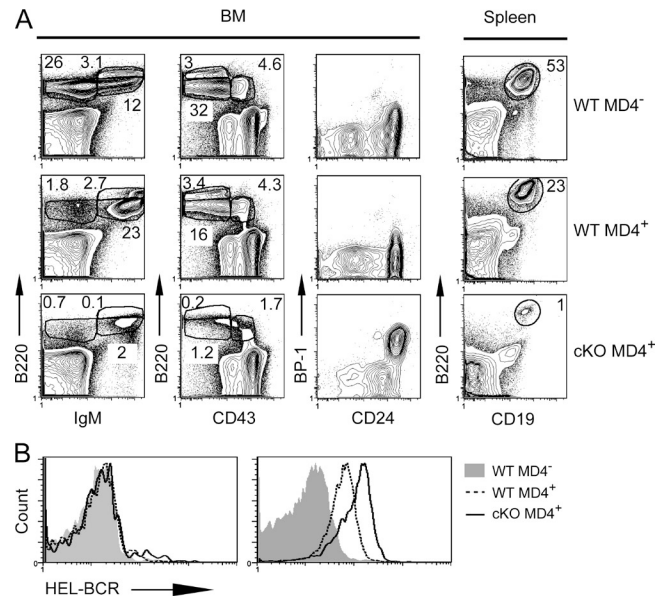 A
BM
Spleen
26 3.1
12
3 4.6
32
53
WT MD4-
1.8 2.7
23
3.4 4.3
16
23
WT MD4+
0.7 0.1
2
0.2 1.7
1.2
1
cKO MD4+
B220
B220
BP-1
B220
IgM
CD43
CD24
CD19
B
Count
WT MD4-
WT MD4+
cKO MD4+
HEL-BCR